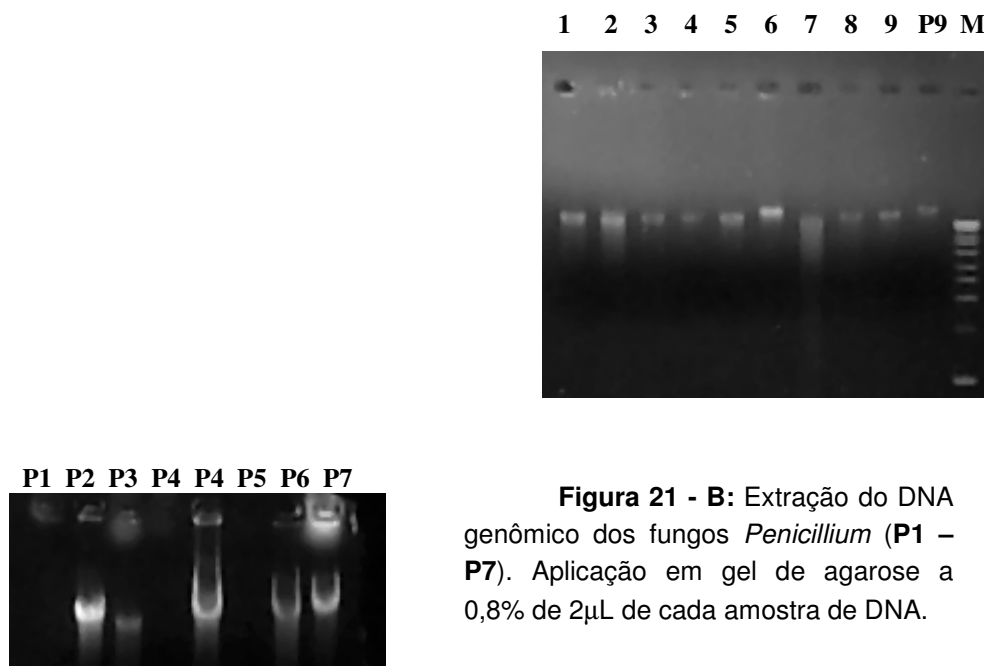 1 2 3 4 5 6 7 8 9 P9 M
P1 P2 P3 P4 P4 P5 P6 P7
Figura 21 - B: Extração do DNA
genômico dos fungos Penicillium (P1 –
P7). Aplicação em gel de agarose a
0,8% de 2µL de cada amostra de DNA.